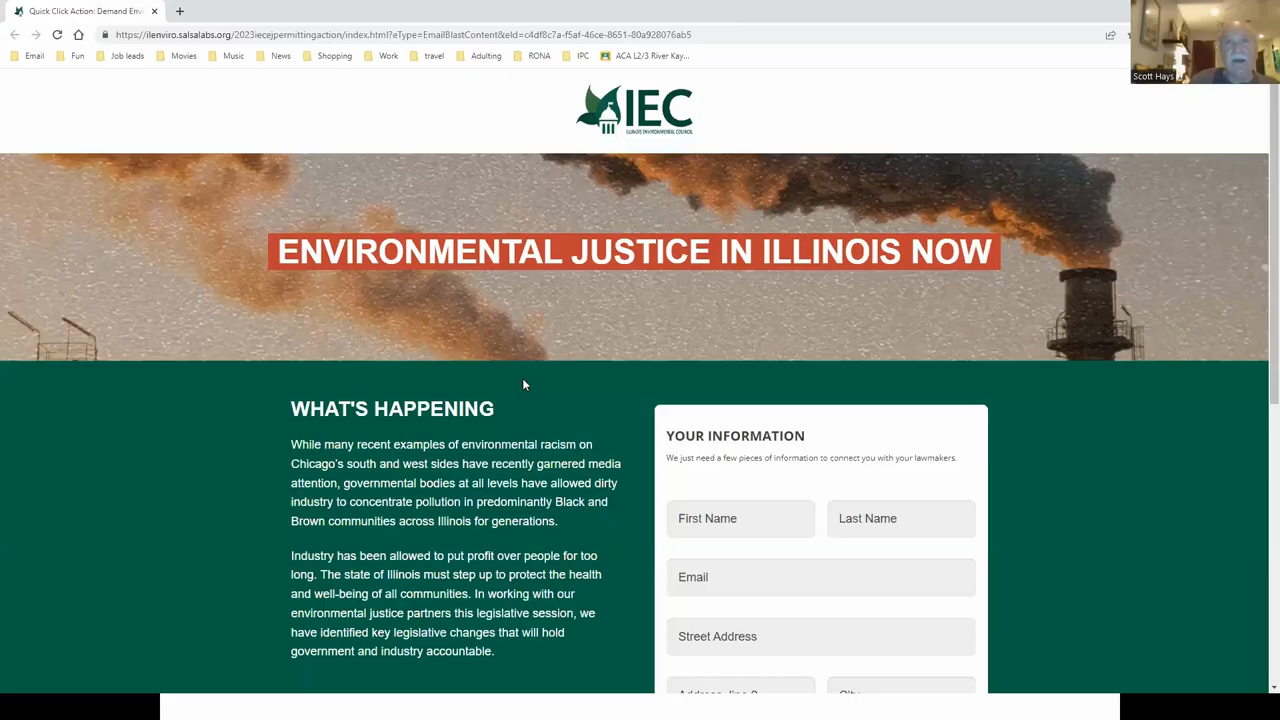 Quick Click Action: Demand Envi
https://ilenviro.salsalabs.org/2023iecejpermittingaction/index.html?eType=EmailBlastContent&eId=c4df8c7a-f5af-46ce-8651-80a928076ab5
Email Fun Job leads Movies Music News Shopping Work travel Adulting RONA IPC ACA L2/3 River Kay...
Scott Hays
IEC
ILLINOIS ENVIRONMENTAL COUNCIL
ENVIRONMENTAL JUSTICE IN ILLINOIS NOW
WHAT'S HAPPENING
While many recent examples of environmental racism on
Chicago's south and west sides have recently garnered media
attention, governmental bodies at all levels have allowed dirty
industry to concentrate pollution in predominantly Black and
Brown communities across Illinois for generations.
Industry has been allowed to put profit over people for too
long. The state of Illinois must step up to protect the health
and well-being of all communities. In working with our
environmental justice partners this legislative session, we
have identified key legislative changes that will hold
government and industry accountable.
YOUR INFORMATION
We just need a few pieces of information to connect you with your lawmakers.
First Name Last Name
Email
Street Address